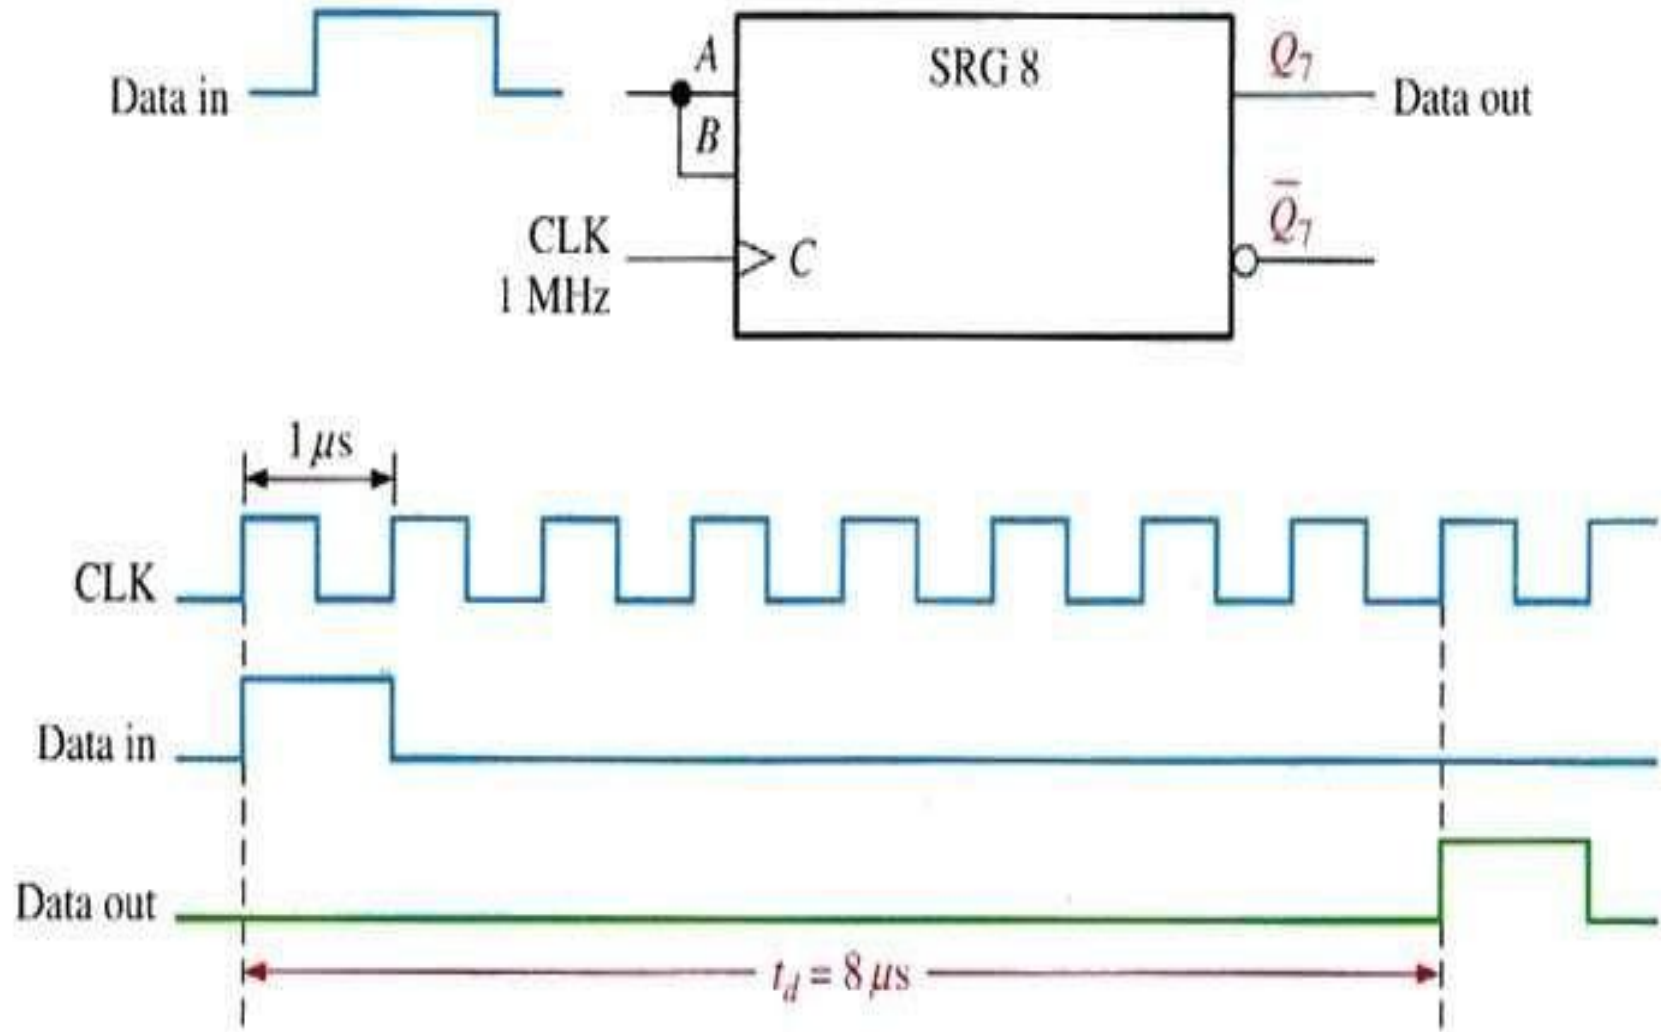 Data in
A
B
CLK
1 MHz
C
SRG 8
Q₇
Data out
Q̅₇
1 μs
CLK
Data in
Data out
t_d = 8 μs